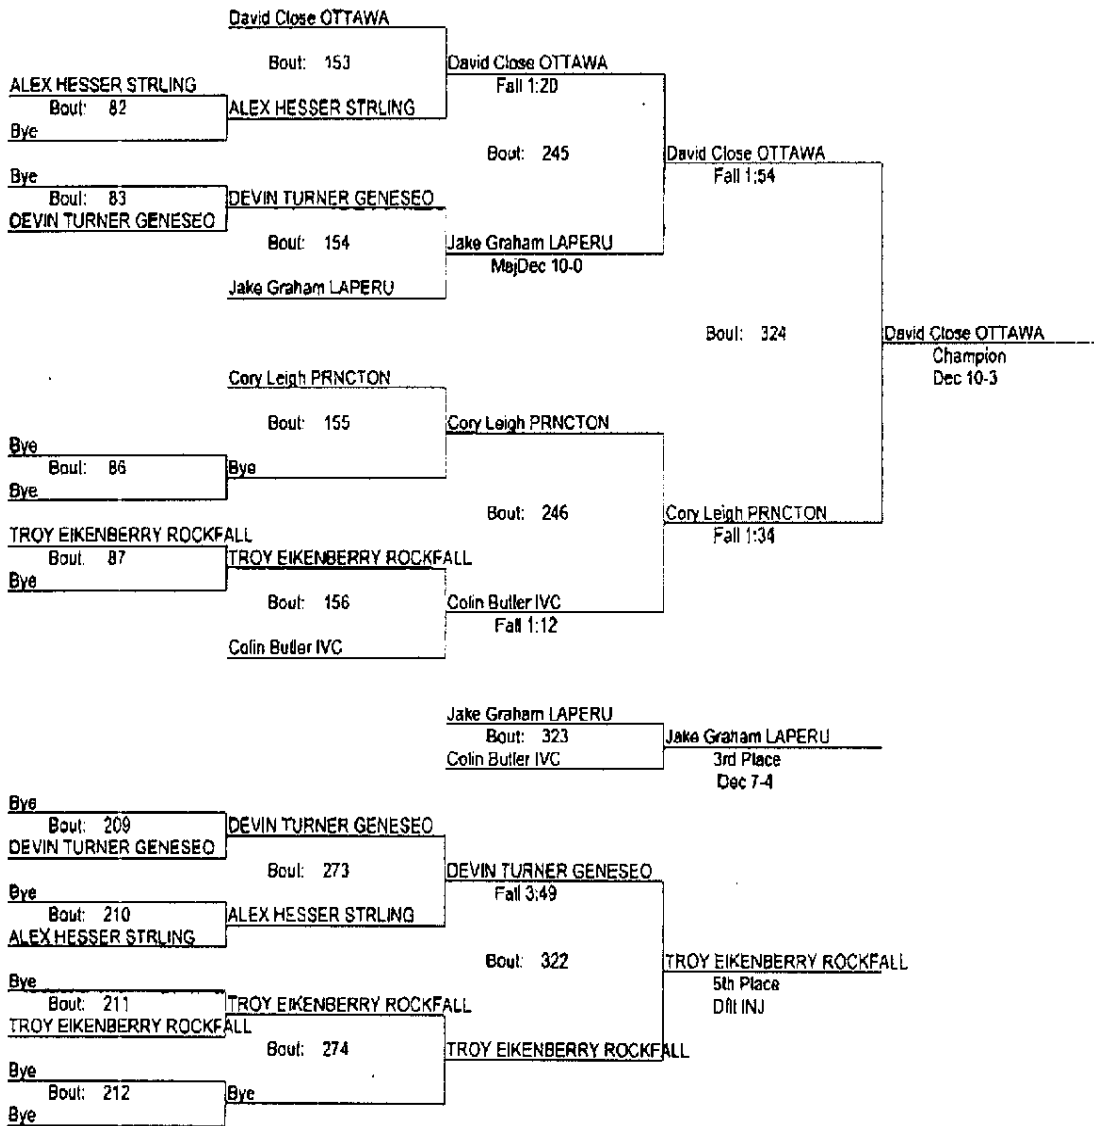 David Close OTTAWA
Bout: 153
David Close OTTAWA
Fall 1:20
ALEX HESSER STRLING
Bout: 82
ALEX HESSER STRLING
Bye
Bout: 245
David Close OTTAWA
Fall 1:54
Bye
Bout: 83
DEVIN TURNER GENESEO
DEVIN TURNER GENESEO
Bout: 154
Jake Graham LAPERU
MajDec 10-0
Jake Graham LAPERU
Bout: 324
David Close OTTAWA
Champion
Dec 10-3
Cory Leigh PRNCTON
Bout: 155
Cory Leigh PRNCTON
Bye
Bout: 86
Bye
Bye
Bout: 246
Cory Leigh PRNCTON
Fall 1:34
TROY EIKENBERRY ROCKFALL
Bout: 87
TROY EIKENBERRY ROCKFALL
Bye
Bout: 156
Colin Butler IVC
Fall 1:12
Colin Butler IVC
Jake Graham LAPERU
Bout: 323
Jake Graham LAPERU
Colin Butler IVC
3rd Place
Dec 7-4
Bye
Bout: 209
DEVIN TURNER GENESEO
DEVIN TURNER GENESEO
Bout: 273
DEVIN TURNER GENESEO
Fall 3:49
Bye
Bout: 210
ALEX HESSER STRLING
ALEX HESSER STRLING
Bout: 322
TROY EIKENBERRY ROCKFALL
5th Place
Dflt INJ
Bye
Bout: 211
TROY EIKENBERRY ROCKFALL
TROY EIKENBERRY ROCKFALL
Bout: 274
TROY EIKENBERRY ROCKFALL
Bye
Bout: 212
Bye
Bye